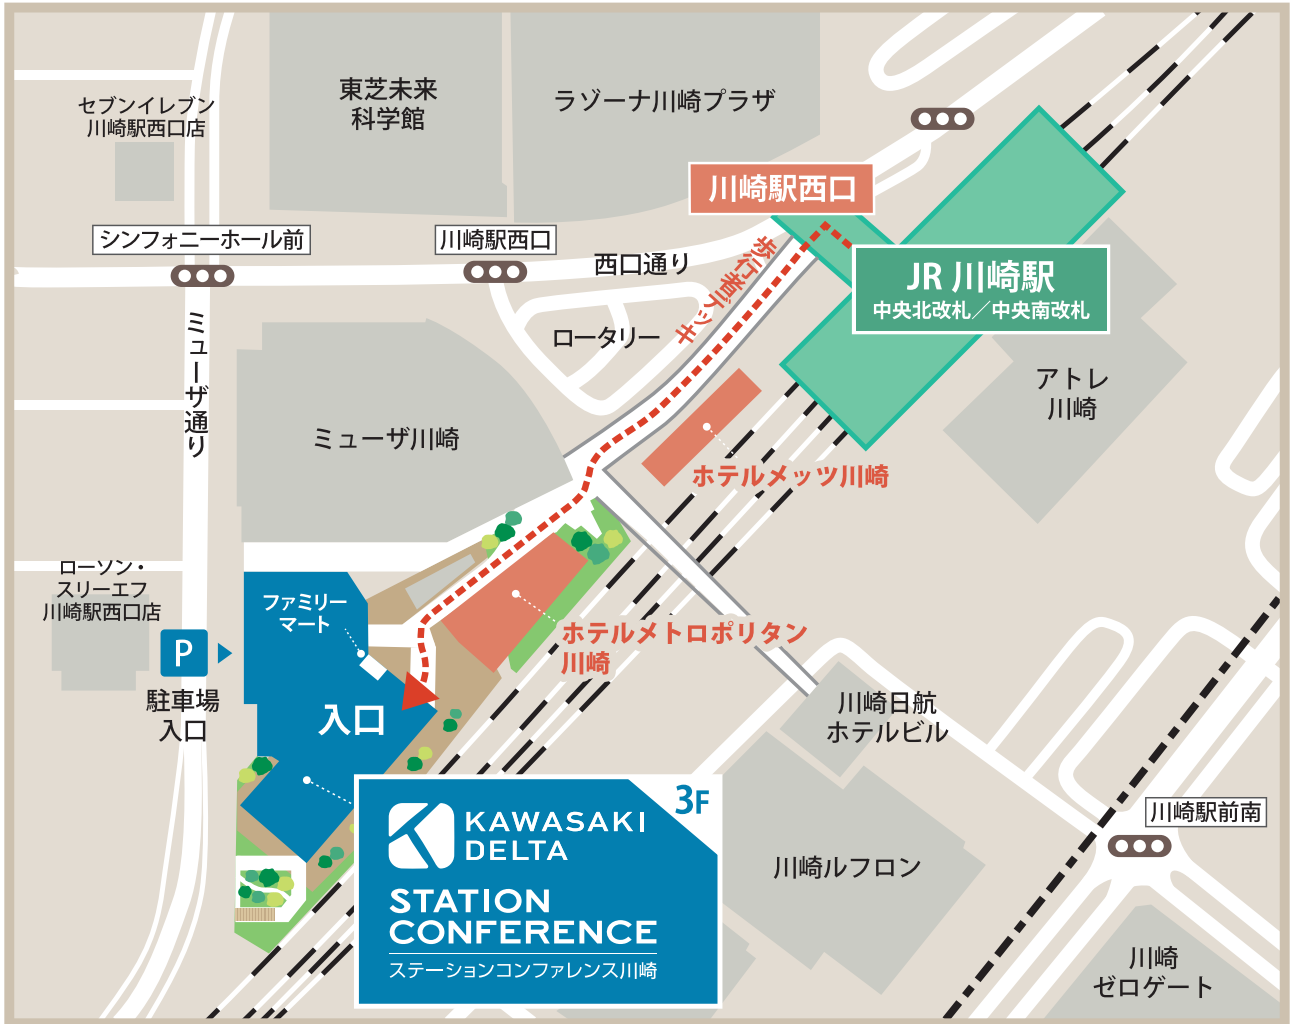 東芝未来
科学館
ラゾーナ川崎プラザ
セブンイレブン
川崎駅西口店
川崎駅西口
シンフォニーホール前
川崎駅西口
西口通り
歩行者デッキ
JR 川崎駅
中央北改札／中央南改札
ロータリー
ミューザ通り
アトレ
川崎
ミューザ川崎
ホテルメッツ川崎
ローソン・
スリーエフ
川崎駅西口店
ファミリー
マート
ホテルメトロポリタン
川崎
P
駐車場
入口
入口
川崎日航
ホテルビル
3F
KAWASAKI
DELTA
STATION
CONFERENCE
ステーションコンファレンス川崎
川崎駅前南
川崎ルフロン
川崎
ゼロゲート